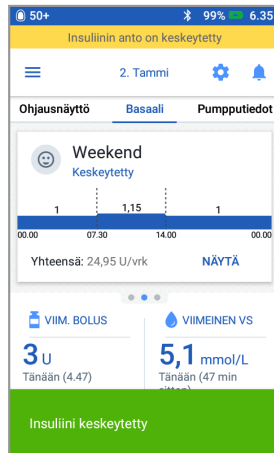 50+ 99% 6.35
Insuliinin anto on keskeytetty
2. Tammi
Ohjausnäyttö Basaali Pumpputiedot
Weekend
Keskeytetty
1 1,15 1
00.00 07.30 14.00 00.00
Yhteensä: 24,95 U/vrk NÄYTÄ
VIIM. BOLUS VIIMEINEN VS
3 U 5,1 mmol/L
Tänään (4.47) Tänään (47 min
sitten)
Insuliini keskeytetty